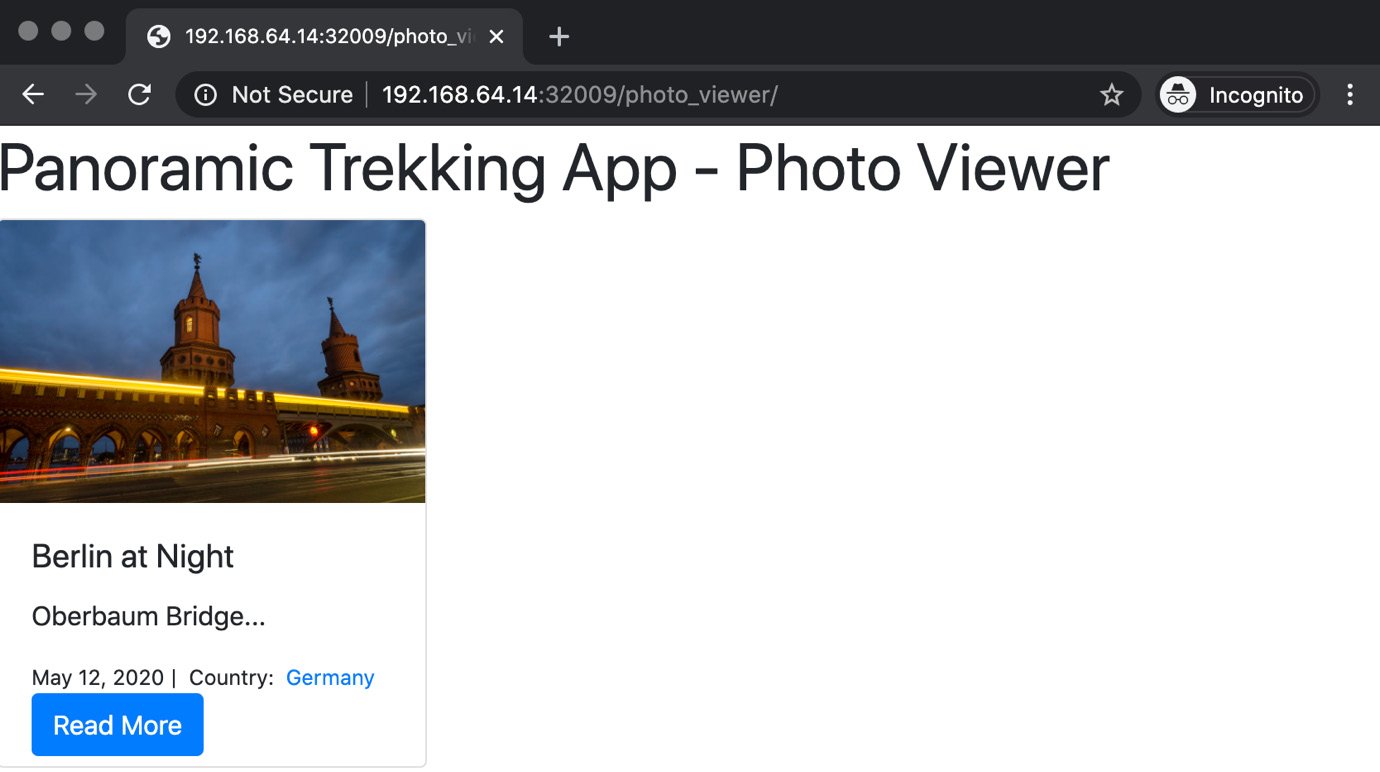 192.168.64.14:32009/photo_vi
Not Secure 192.168.64.14:32009/photo_viewer/ Incognito
Panoramic Trekking App - Photo Viewer
Berlin at Night
Oberbaum Bridge...
May 12, 2020 | Country: Germany
Read More